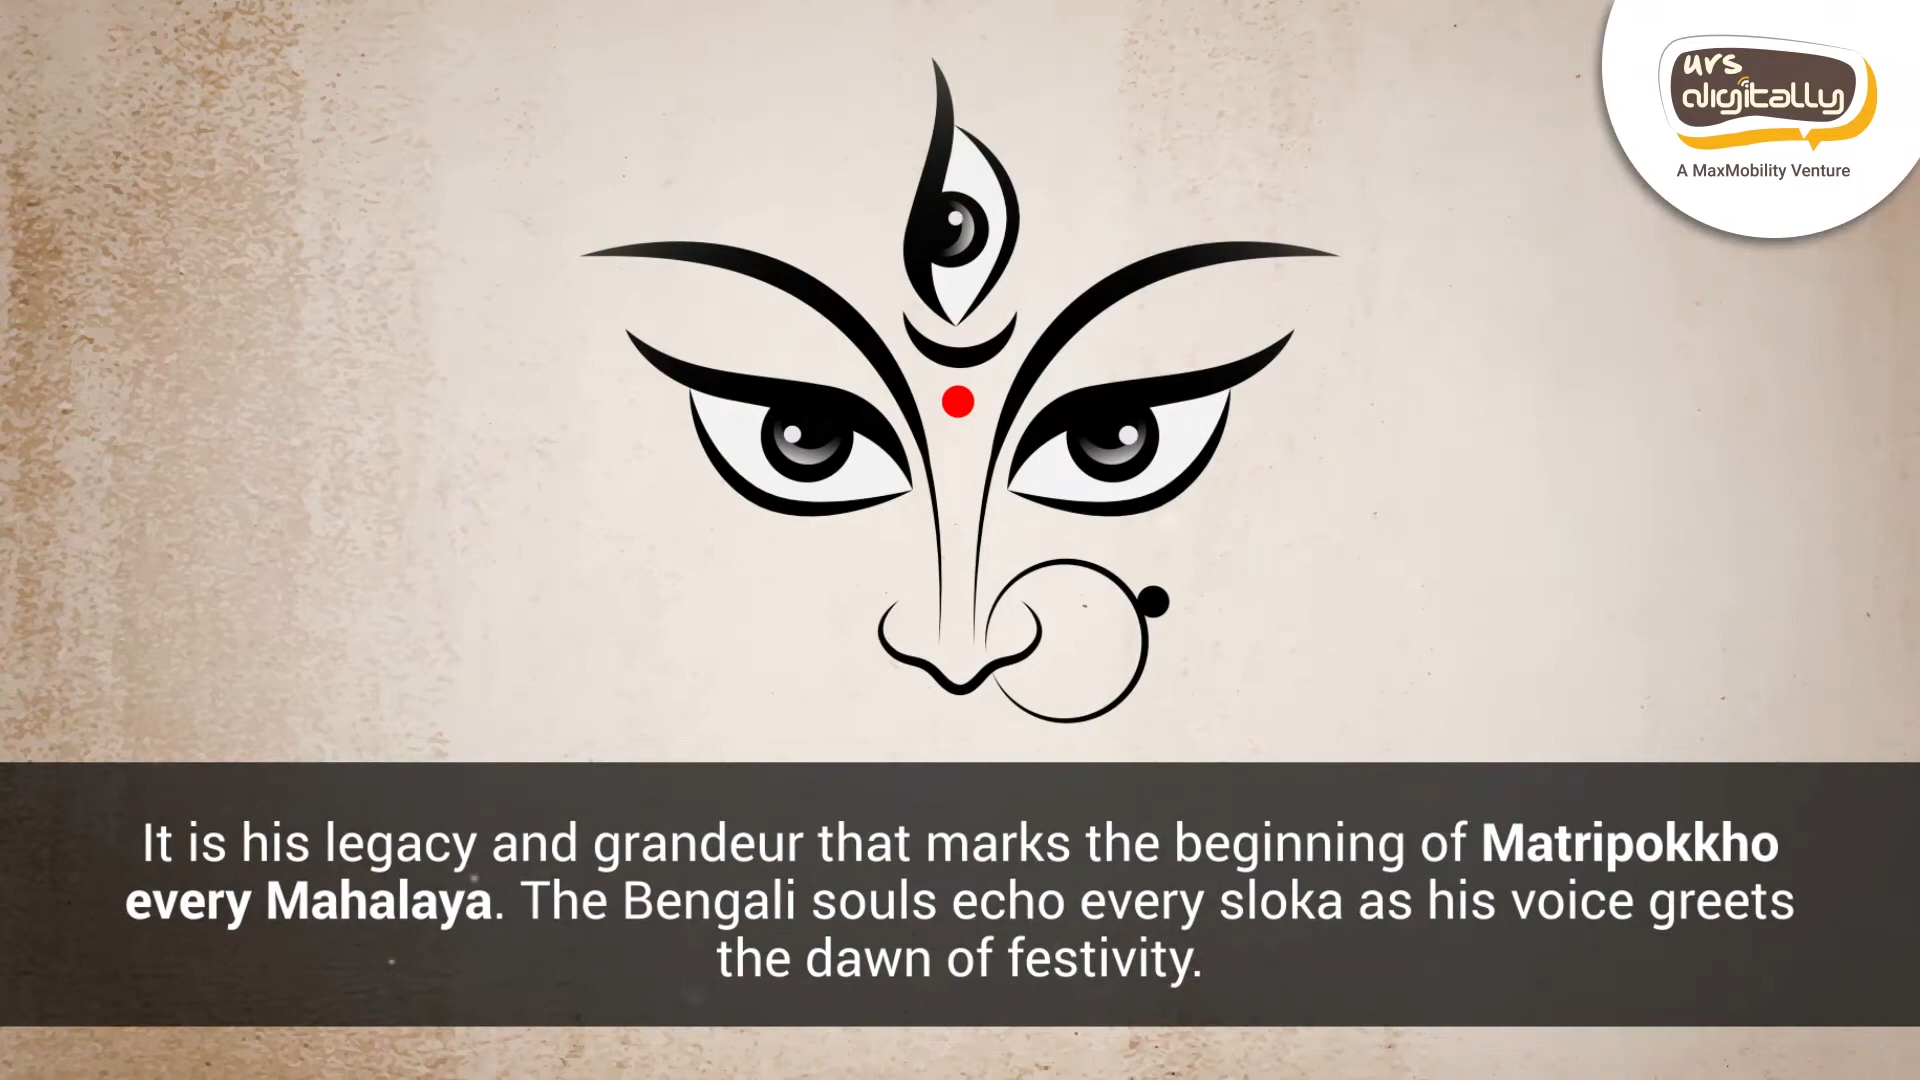 urs
digitally
A MaxMobility Venture
It is his legacy and grandeur that marks the beginning of Matripokkho
every Mahalaya. The Bengali souls echo every sloka as his voice greets
the dawn of festivity.